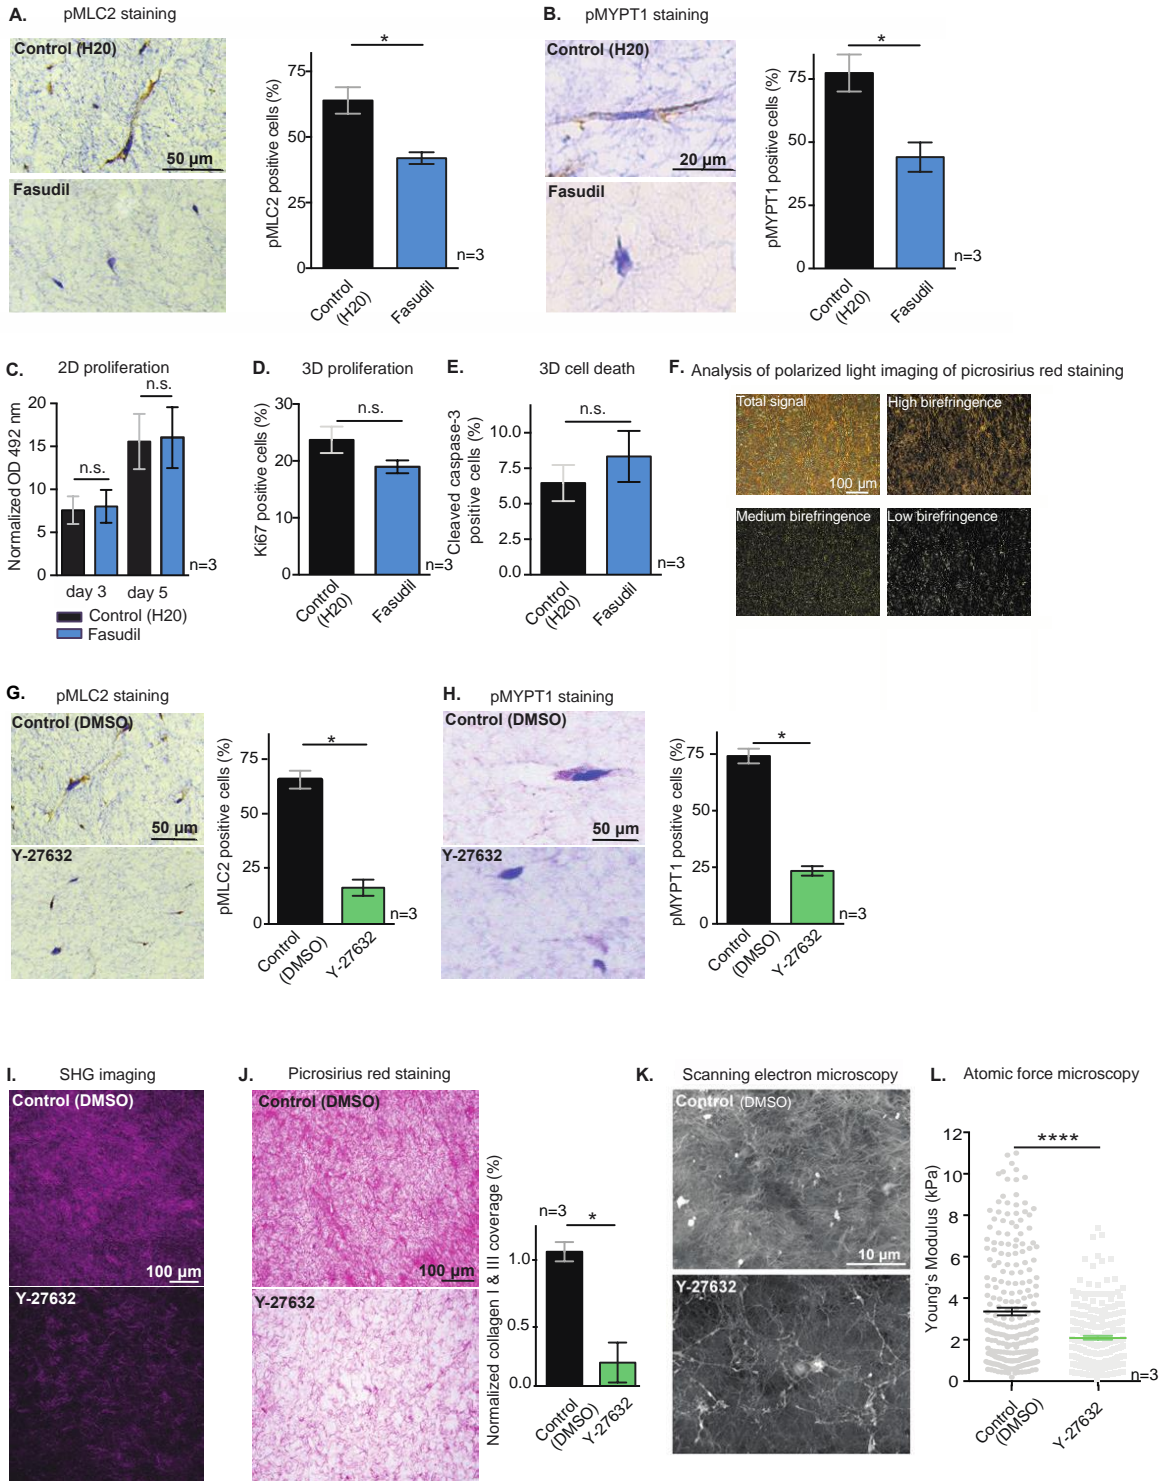 A. pMLC2 staining
Control (H20)
50 µm
Fasudil
pMLC2 positive cells (%)
75
50
25
0
*
n=3
Control
(H20)
Fasudil
B. pMYPT1 staining
Control (H20)
20 µm
Fasudil
pMYPT1 positive cells (%)
75
50
25
0
*
n=3
Control
(H20)
Fasudil
C. 2D proliferation
Normalized OD 492 nm
20
15
10
5
0
n.s.
n.s.
n=3
day 3 day 5
Control (H20)
Fasudil
D. 3D proliferation
Ki67 positive cells (%)
30
20
10
0
n.s.
n=3
Control
(H20)
Fasudil
E. 3D cell death
Cleaved caspase-3
positive cells (%)
10.0
7.5
5.0
2.5
0.0
n.s.
n=3
Control
(H20)
Fasudil
F. Analysis of polarized light imaging of picrosirius red staining
Total signal
100 µm
High birefringence
Medium birefringence
Low birefringence
G. pMLC2 staining
Control (DMSO)
50 µm
Y-27632
pMLC2 positive cells (%)
75
50
25
0
*
n=3
Control
(DMSO)
Y-27632
H. pMYPT1 staining
Control (DMSO)
50 µm
Y-27632
pMYPT1 positive cells (%)
75
50
25
0
*
n=3
Control
(DMSO)
Y-27632
I. SHG imaging
Control (DMSO)
100 µm
Y-27632
J. Picrosirius red staining
Control (DMSO)
100 µm
Y-27632
Normalized collagen I & III coverage (%)
n=3
*
1.0
0.5
0.0
Control
(DMSO)
Y-27632
K. Scanning electron microscopy
Control (DMSO)
10 µm
Y-27632
L. Atomic force microscopy
Young's Modulus (kPa)
12
10
8
6
4
2
0
****
n=3
Control
(DMSO)
Y-27632